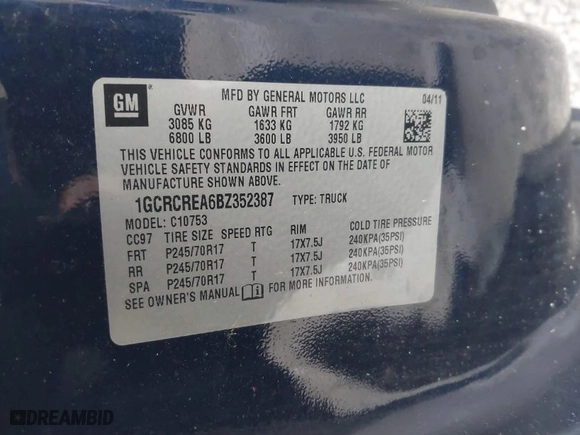 GM
MFD BY GENERAL MOTORS LLC 04/11
GVWR GAWR FRT GAWR RR
3085 KG 1633 KG 1792 KG
6800 LB 3600 LB 3950 LB
THIS VEHICLE CONFORMS TO ALL APPLICABLE U.S. FEDERAL MOTOR
VEHICLE SAFETY STANDARDS IN EFFECT ON THE DATE OF
MANUFACTURE SHOWN ABOVE.
1GCRCREA6BZ352387 TYPE: TRUCK
MODEL: C10753
CC97 TIRE SIZE SPEED RTG RIM COLD TIRE PRESSURE
FRT P245/70R17 T 17X7.5J 240KPA(35PSI)
RR P245/70R17 T 17X7.5J 240KPA(35PSI)
SPA P245/70R17 T 17X7.5J 240KPA(35PSI)
SEE OWNER'S MANUAL FOR MORE INFORMATION.
DREAMBID